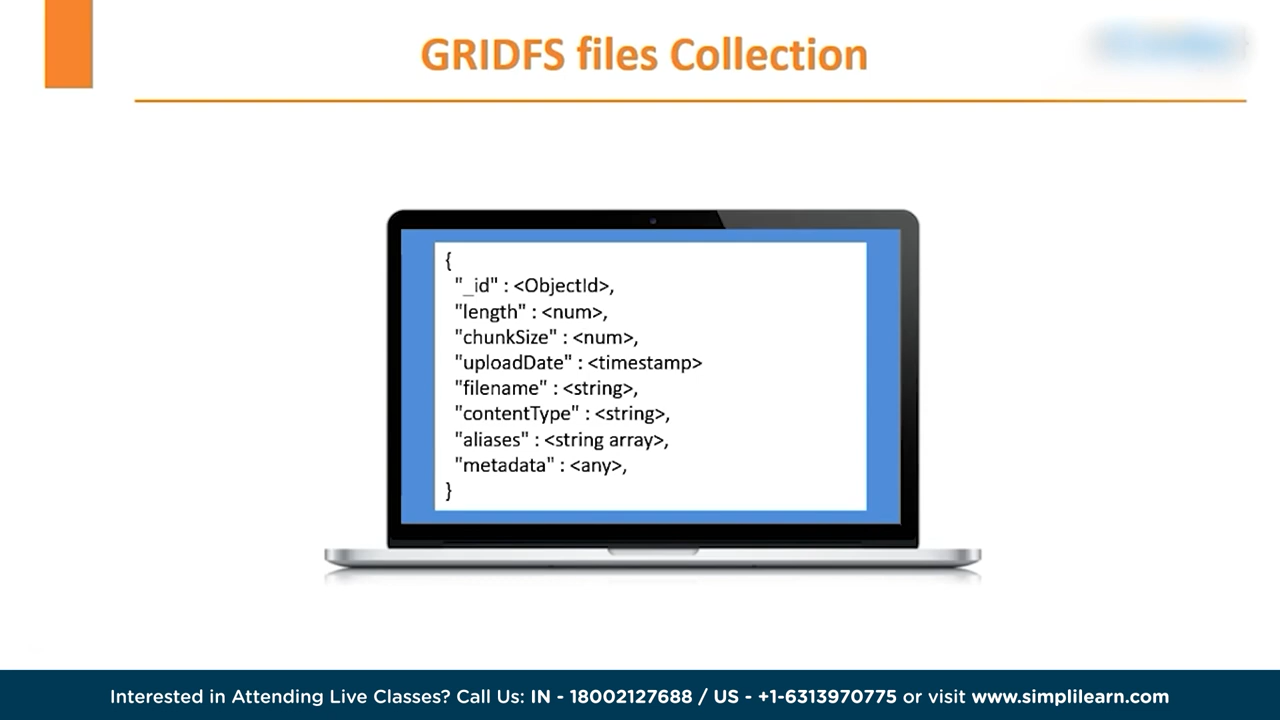 GRIDFS files Collection
{
"_id" : <ObjectId>,
"length" : <num>,
"chunkSize" : <num>,
"uploadDate" : <timestamp>
"filename" : <string>,
"contentType" : <string>,
"aliases" : <string array>,
"metadata" : <any>,
}
Interested in Attending Live Classes? Call Us: IN - 18002127688 / US - +1-6313970775 or visit www.simplilearn.com